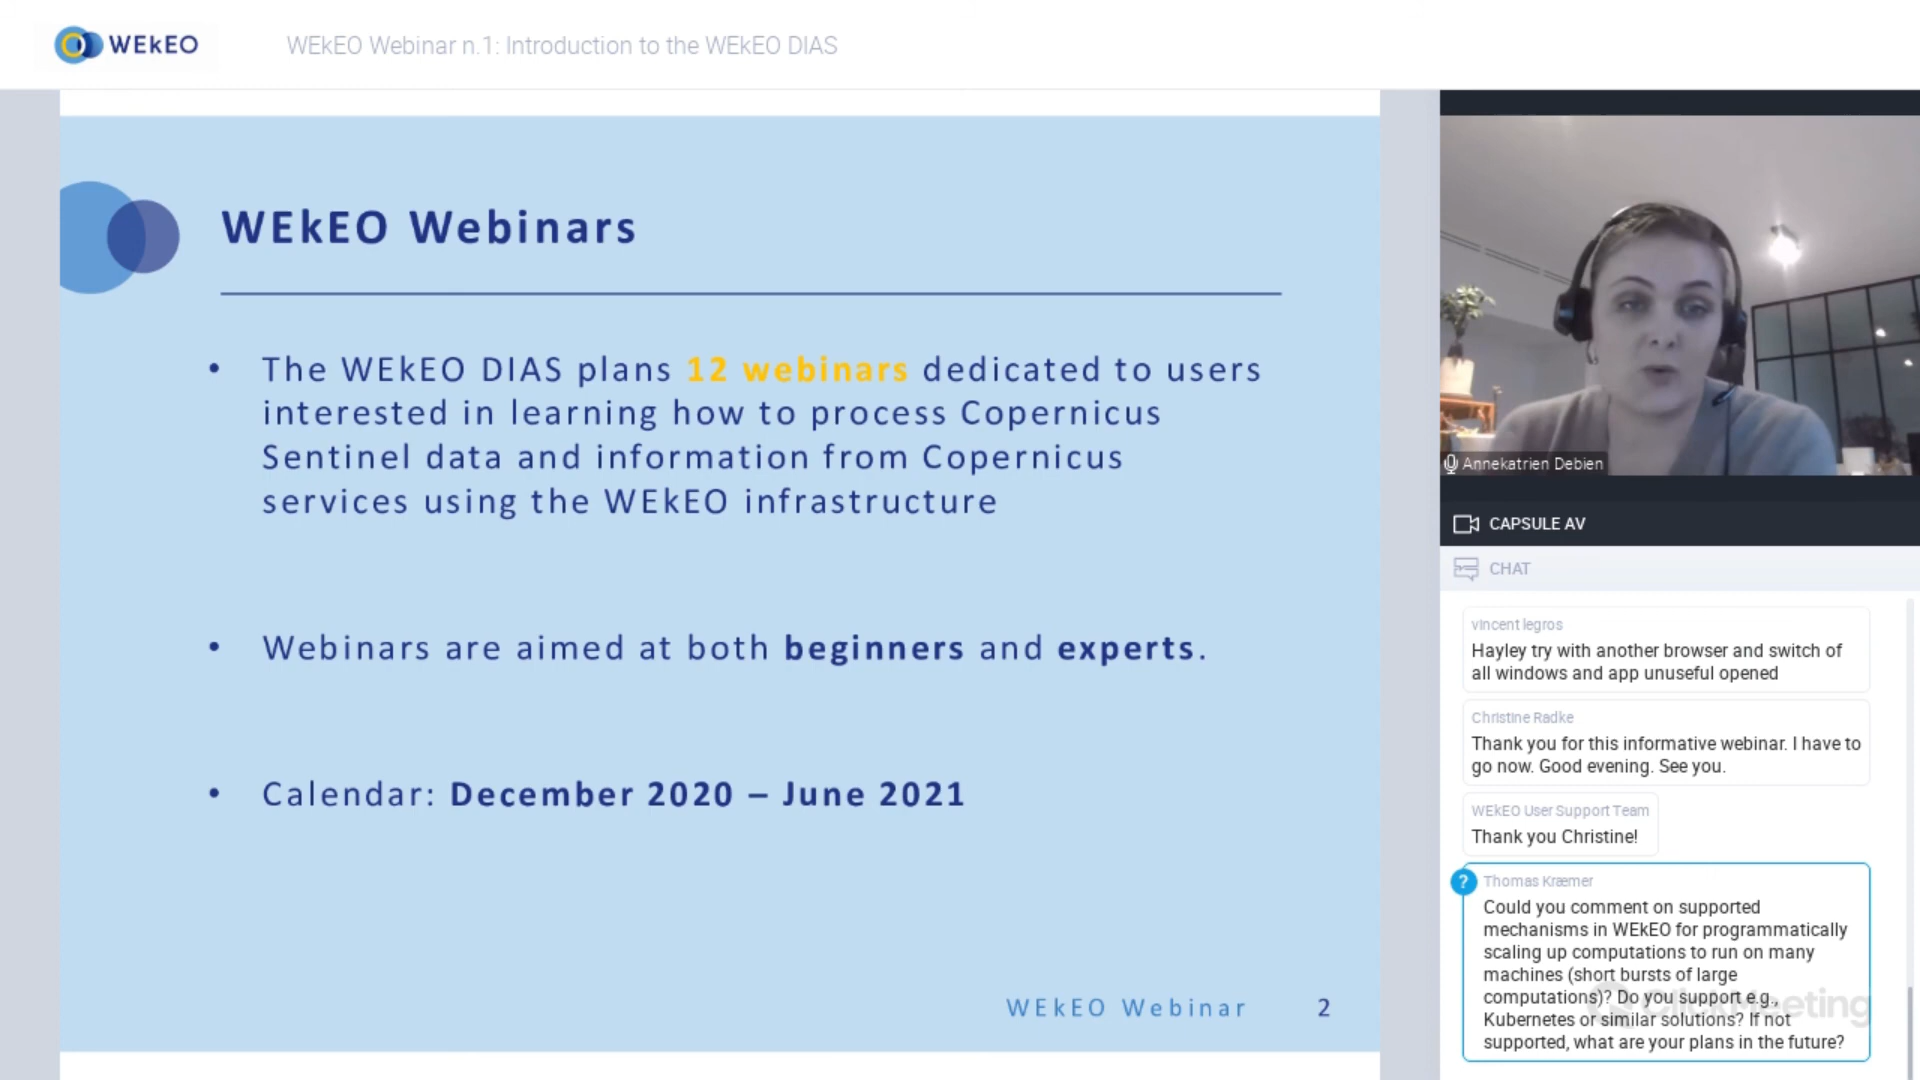 WEkEO
WEkEO Webinar n.1: Introduction to the WEkEO DIAS
WEkEO Webinars
• The WEkEO DIAS plans 12 webinars dedicated to users
interested in learning how to process Copernicus
Sentinel data and information from Copernicus
services using the WEkEO infrastructure
• Webinars are aimed at both beginners and experts.
• Calendar: December 2020 – June 2021
WEkEO Webinar 2
Annekatrien Debien
CAPSULE AV
CHAT
vincent legros
Hayley try with another browser and switch of
all windows and app unuseful opened
Christine Radke
Thank you for this informative webinar. I have to
go now. Good evening. See you.
WEkEO User Support Team
Thank you Christine!
?
Thomas Kræmer
Could you comment on supported
mechanisms in WEkEO for programmatically
scaling up computations to run on many
machines (short bursts of large
computations)? Do you support e.g.,
Kubernetes or similar solutions? If not
supported, what are your plans in the future?
ClickMeeting